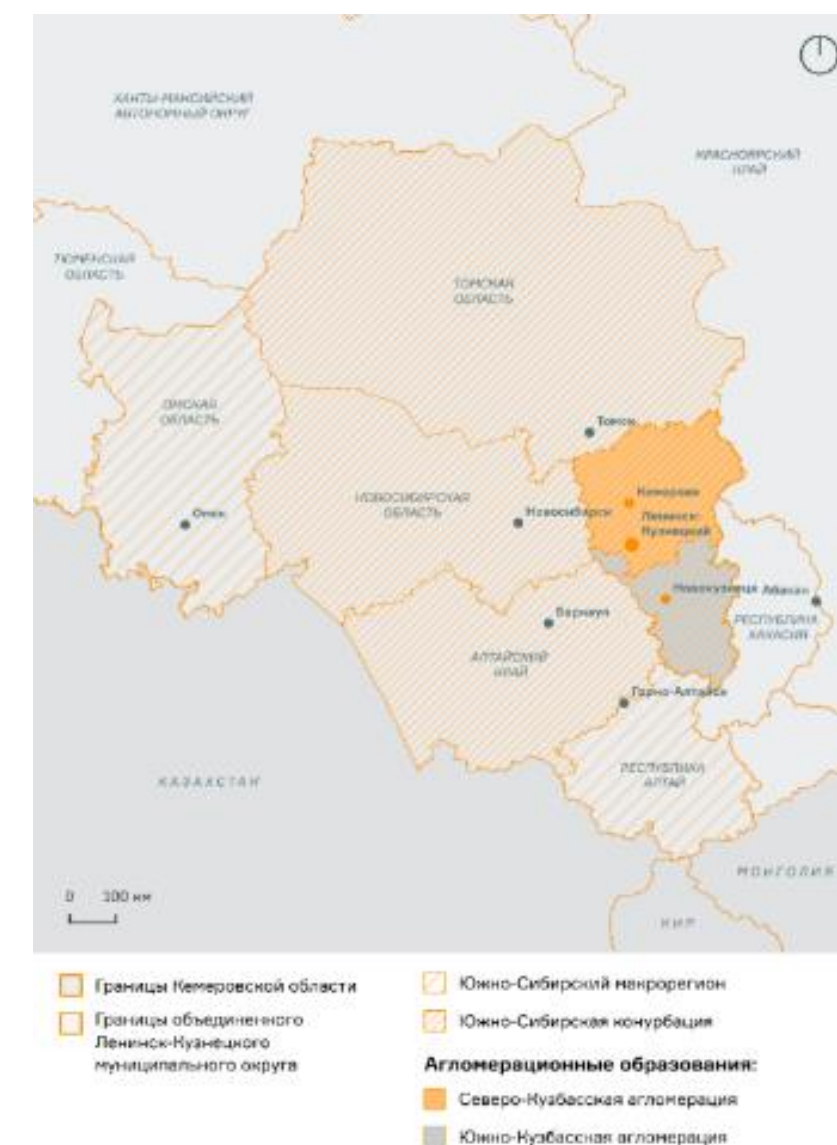 ХАНТЫ-МАНСИЙСКИЙ
АВТОНОМНЫЙ ОКРУГ
КРАСНОЯРСКИЙ
КРАЙ
ТЮМЕНСКАЯ
ОБЛАСТЬ
ТОМСКАЯ
ОБЛАСТЬ
ОМСКАЯ
ОБЛАСТЬ
Томск
Кемерово
НОВОСИБИРСКАЯ
ОБЛАСТЬ
Омск
Новосибирск
Ленинск-
Кузнецкий
Новокузнецк
Абакан
Барнаул
РЕСПУБЛИКА
ХАКАСИЯ
АЛТАЙСКИЙ
КРАЙ
Горно-Алтайск
РЕСПУБЛИКА
АЛТАЙ
КАЗАХСТАН
МОНГОЛИЯ
КНР
0 100 км
Границы Кемеровской области
Границы объединенного
Ленинск-Кузнецкого
муниципального округа
Южно-Сибирский макрорегион
Южно-Сибирская конурбация
Агломерационные образования:
Северо-Кузбасская агломерация
Южно-Кузбасская агломерация